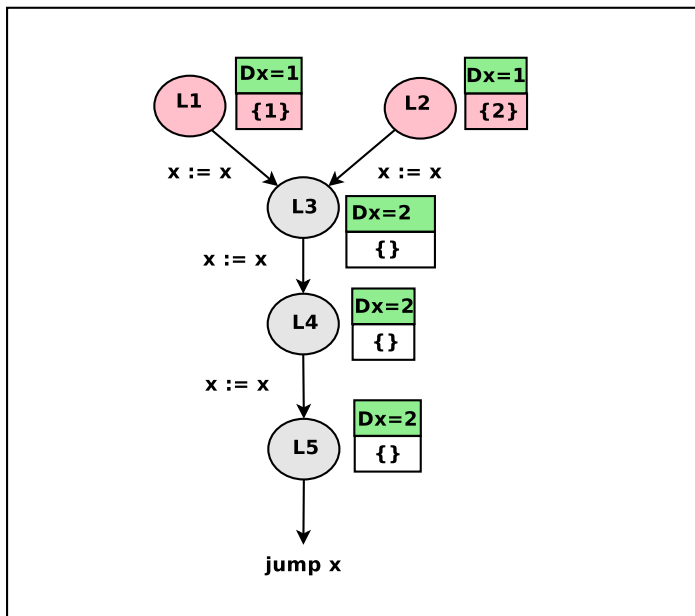 Dx=1
L1
{1}
Dx=1
L2
{2}
x := x
x := x
L3
Dx=2
{}
x := x
L4
Dx=2
{}
x := x
L5
Dx=2
{}
jump x